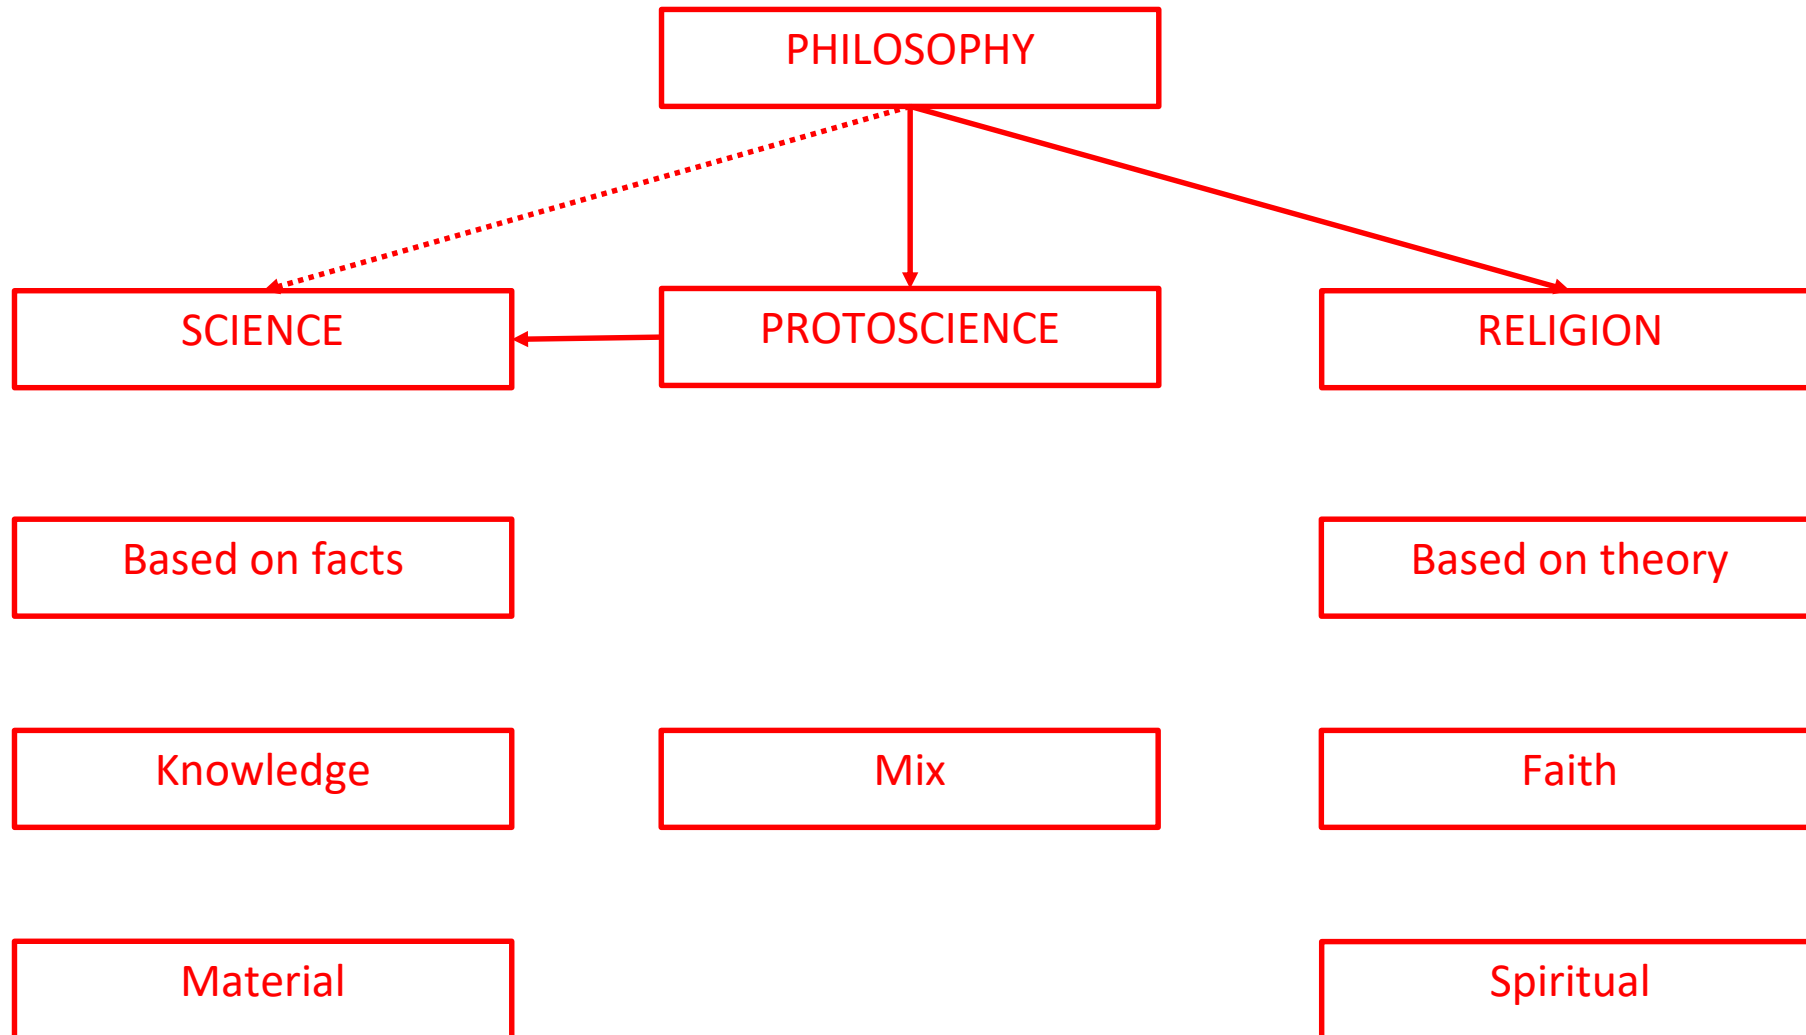 PHILOSOPHY
SCIENCE
PROTOSCIENCE
RELIGION
Based on facts
Based on theory
Knowledge
Mix
Faith
Material
Spiritual